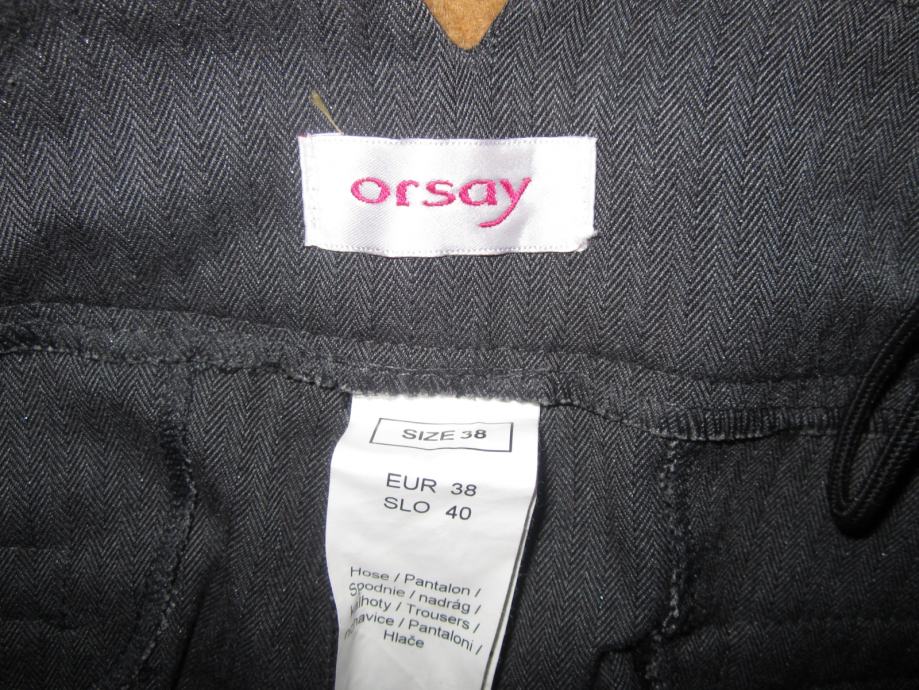 orsay
SIZE 38
EUR 38
SLO 40
Hose / Pantalon /
Spodnie / nadrág /
/ Trousers /
/ Pantaloni /
Hlače